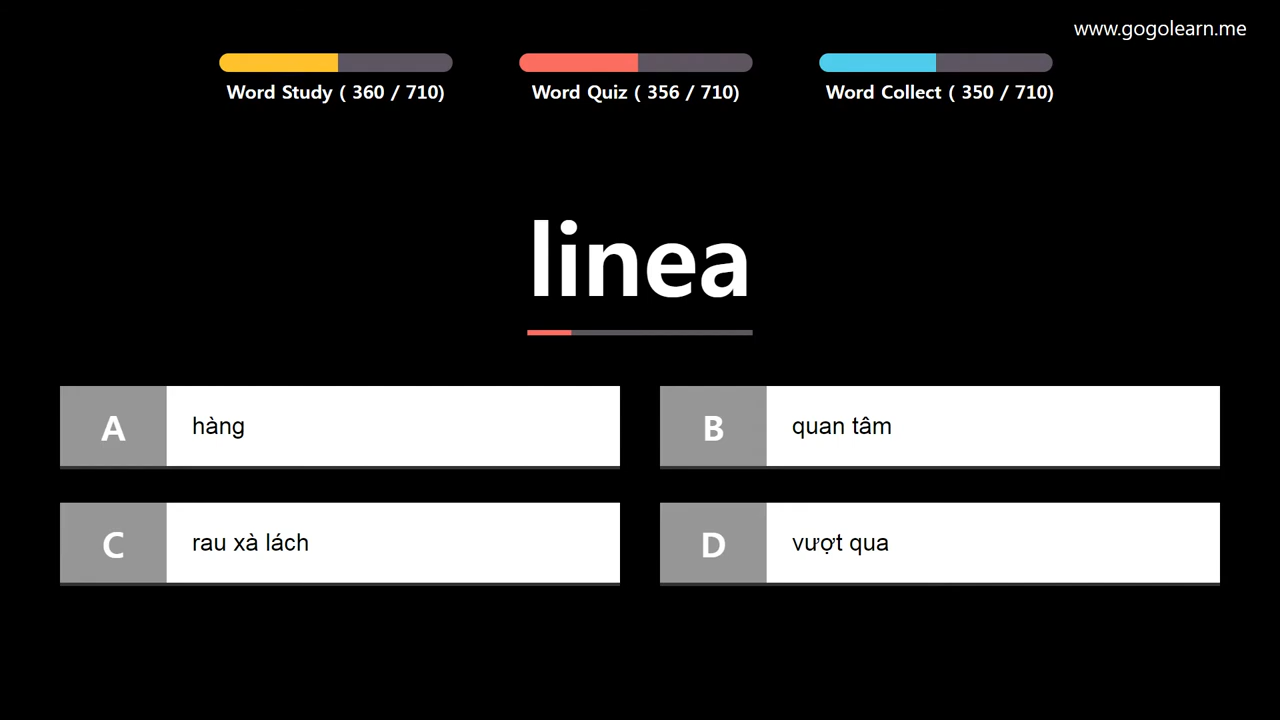 www.gogolearn.me
Word Study ( 360 / 710)
Word Quiz ( 356 / 710)
Word Collect ( 350 / 710)
linea
A hàng
B quan tâm
C rau xà lách
D vượt qua